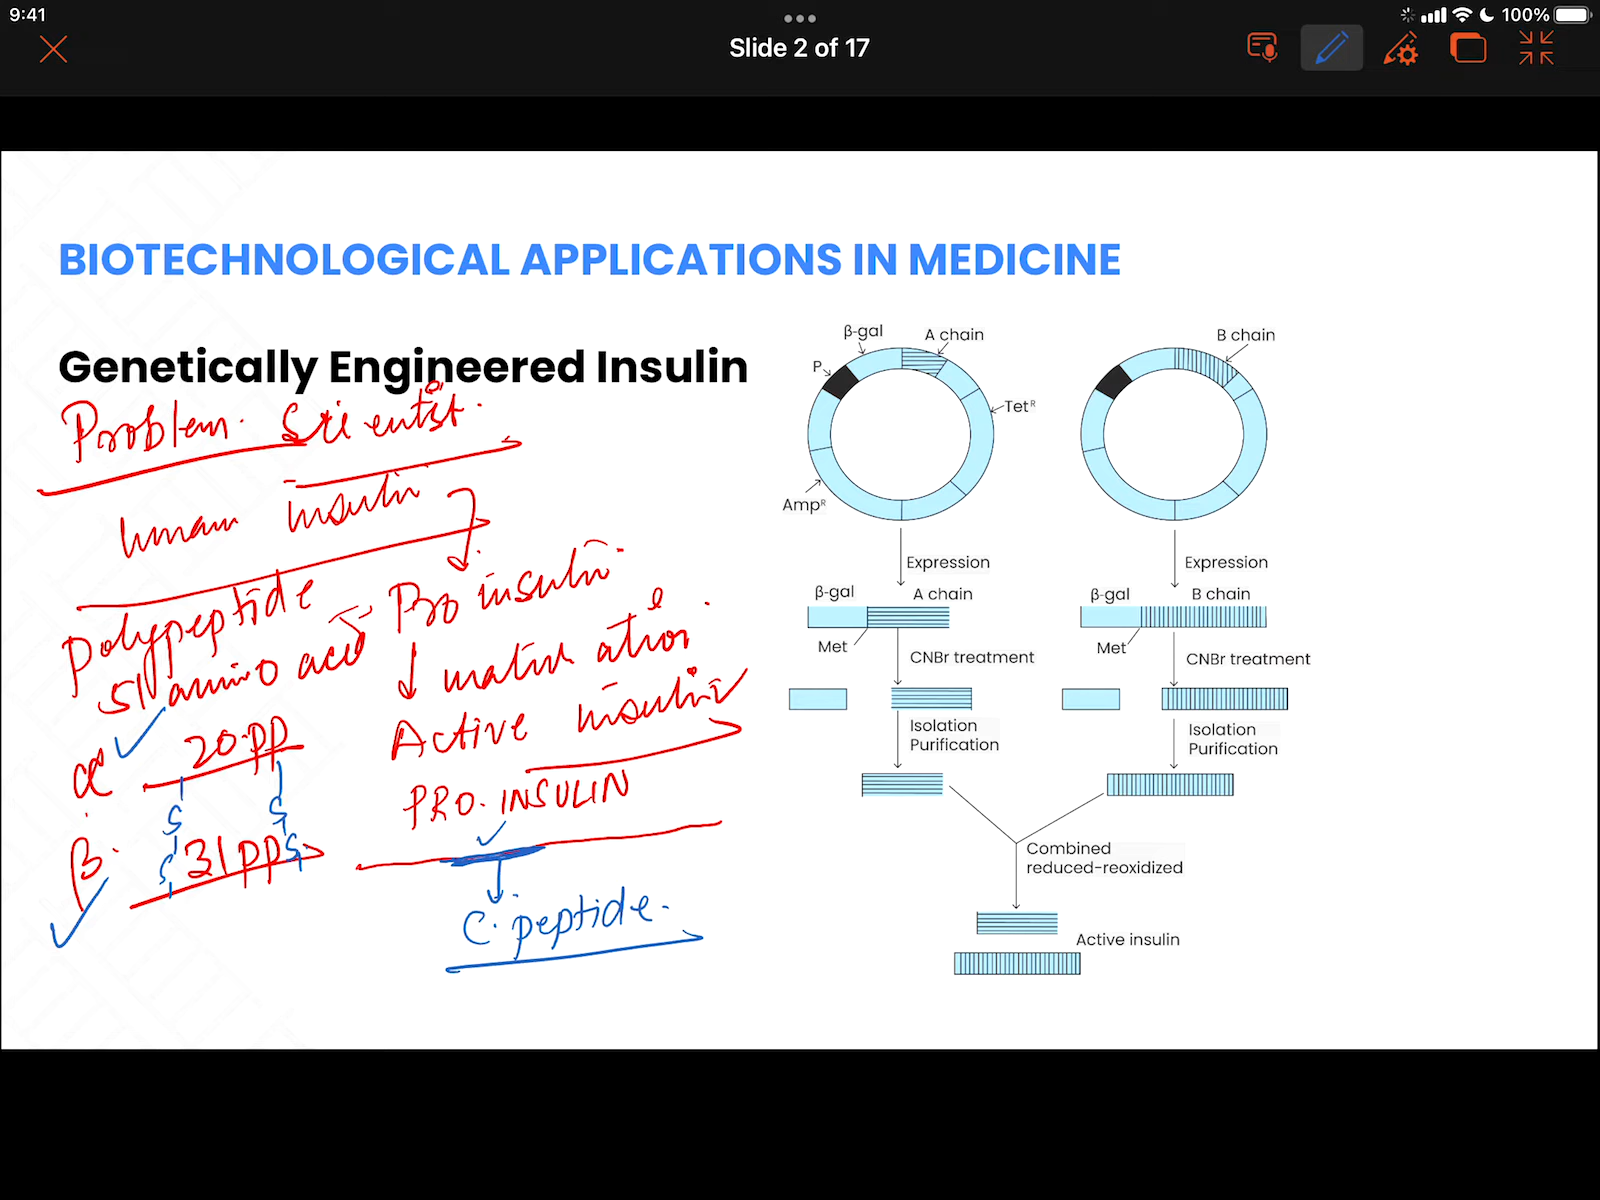 9:41
100%
Slide 2 of 17
BIOTECHNOLOGICAL APPLICATIONS IN MEDICINE
Genetically Engineered Insulin
Problem. Scientist.
human insulin
Polypeptide
51 amino acid
α 20.pp
S S
S S
β. 31pp
Pro insulin.
maturation
Active insulin
PRO. INSULIN
C. peptide.
β-gal
A chain
P
Tetᴿ
Ampᴿ
Expression
β-gal A chain
Met
CNBr treatment
Isolation
Purification
B chain
Expression
β-gal B chain
Met
CNBr treatment
Isolation
Purification
Combined
reduced-reoxidized
Active insulin